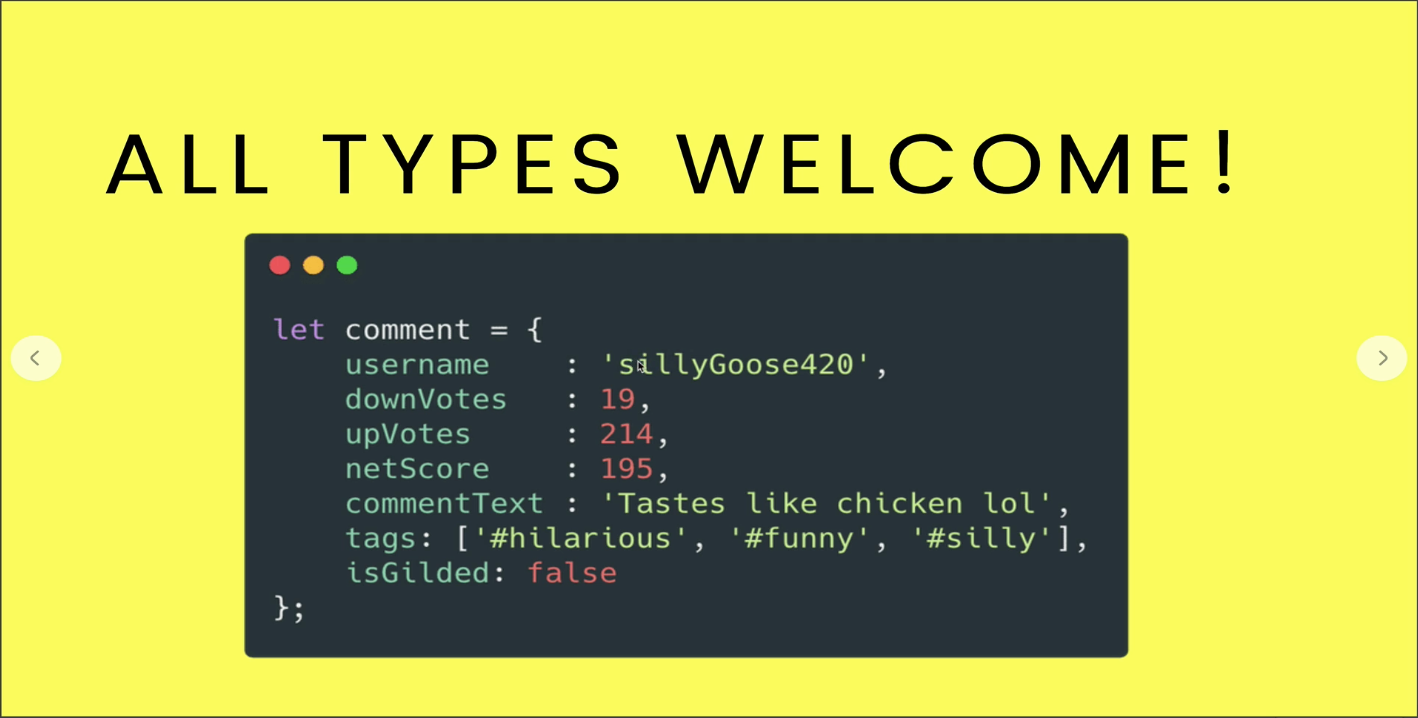 ALL TYPES WELCOME!
let comment = {
    username    : 'sillyGoose420',
    downVotes   : 19,
    upVotes     : 214,
    netScore    : 195,
    commentText : 'Tastes like chicken lol',
    tags: ['#hilarious', '#funny', '#silly'],
    isGilded: false
};